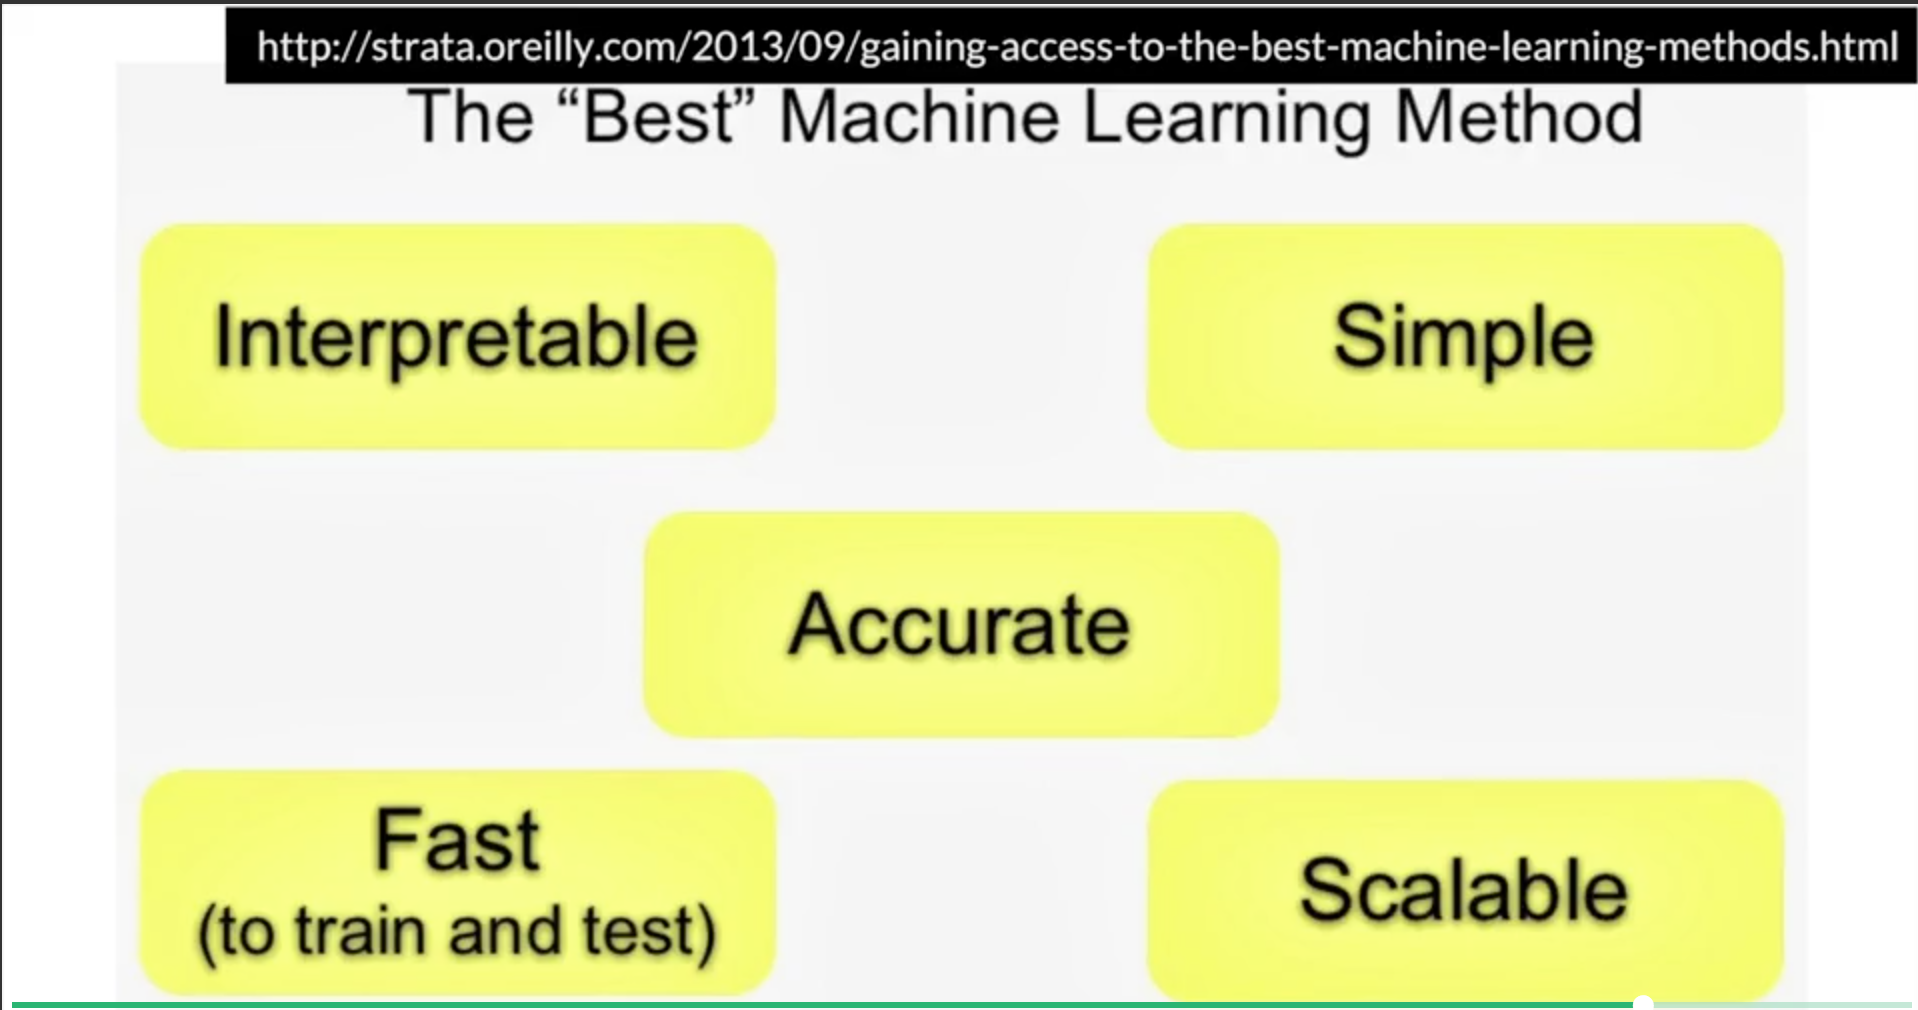 http://strata.oreilly.com/2013/09/gaining-access-to-the-best-machine-learning-methods.html
The “Best” Machine Learning Method
Interpretable
Simple
Accurate
Fast
(to train and test)
Scalable